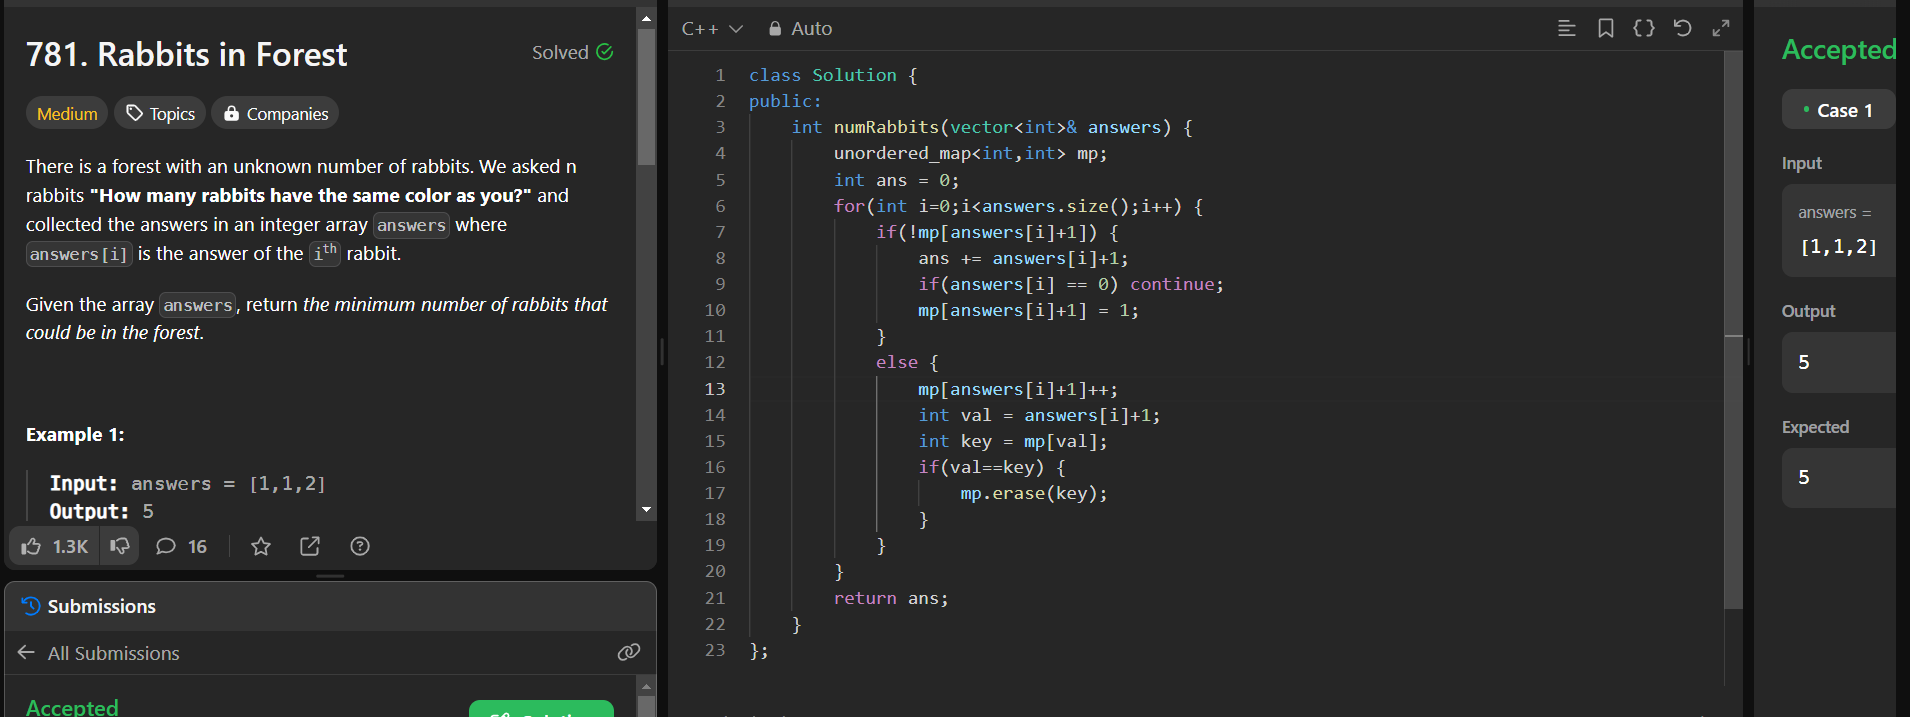 781. Rabbits in Forest
Solved
Medium
Topics
Companies
There is a forest with an unknown number of rabbits. We asked n
rabbits "How many rabbits have the same color as you?" and
collected the answers in an integer array answers where
answers[i] is the answer of the ith rabbit.
Given the array answers, return the minimum number of rabbits that
could be in the forest.
Example 1:
Input: answers = [1,1,2]
Output: 5
1.3K
16
Submissions
All Submissions
Accepted
C++
Auto
1 class Solution {
2 public:
3     int numRabbits(vector<int>& answers) {
4         unordered_map<int,int> mp;
5         int ans = 0;
6         for(int i=0;i<answers.size();i++) {
7             if(!mp[answers[i]+1]) {
8                 ans += answers[i]+1;
9                 if(answers[i] == 0) continue;
10                 mp[answers[i]+1] = 1;
11             }
12             else {
13                 mp[answers[i]+1]++;
14                 int val = answers[i]+1;
15                 int key = mp[val];
16                 if(val==key) {
17                     mp.erase(key);
18                 }
19             }
20         }
21         return ans;
22     }
23 };
Accepted
Case 1
Input
answers =
[1,1,2]
Output
5
Expected
5